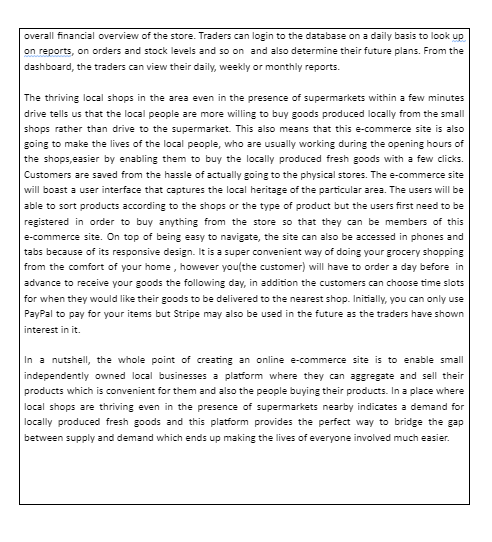 overall financial overview of the store. Traders can login to the database on a daily basis to look up
on reports, on orders and stock levels and so on  and also determine their future plans. From the
dashboard, the traders can view their daily, weekly or monthly reports.
The thriving local shops in the area even in the presence of supermarkets within a few minutes
drive tells us that the local people are more willing to buy goods produced locally from the small
shops rather than drive to the supermarket. This also means that this e-commerce site is also
going to make the lives of the local people, who are usually working during the opening hours of
the shops,easier by enabling them to buy the locally produced fresh goods with a few clicks.
Customers are saved from the hassle of actually going to the physical stores. The e-commerce site
will boast a user interface that captures the local heritage of the particular area. The users will be
able to sort products according to the shops or the type of product but the users first need to be
registered in order to buy anything from the store so that they can be members of this
e-commerce site. On top of being easy to navigate, the site can also be accessed in phones and
tabs because of its responsive design. It is a super convenient way of doing your grocery shopping
from the comfort of your home , however you(the customer) will have to order a day before  in
advance to receive your goods the following day, in addition the customers can choose time slots
for when they would like their goods to be delivered to the nearest shop. Initially, you can only use
PayPal to pay for your items but Stripe may also be used in the future as the traders have shown
interest in it.
In a nutshell, the whole point of creating an online e-commerce site is to enable small
independently owned local businesses a platform where they can aggregate and sell their
products which is convenient for them and also the people buying their products. In a place where
local shops are thriving even in the presence of supermarkets nearby indicates a demand for
locally produced fresh goods and this platform provides the perfect way to bridge the gap
between supply and demand which ends up making the lives of everyone involved much easier.